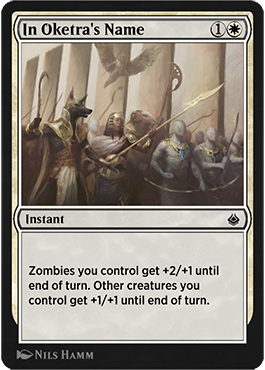 In Oketra's Name 1
Instant
Zombies you control get +2/+1 until
end of turn. Other creatures you
control get +1/+1 until end of turn.
NILS HAMM